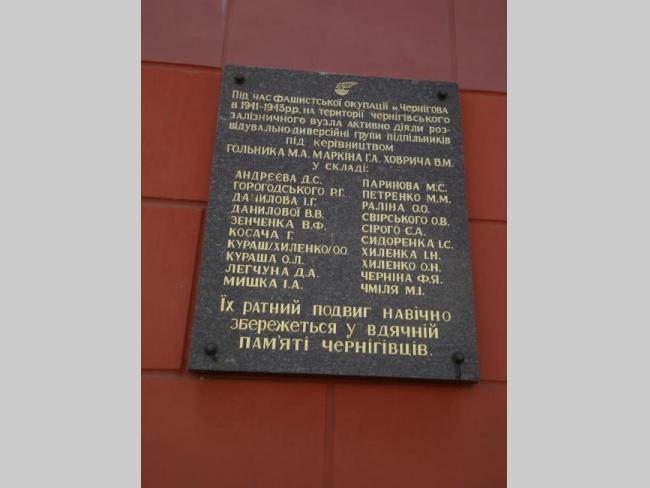 Під час фашистської окупації м. Чернігова
в 1941-1943рр. на території чернігівського
залізничного вузла активно діяли роз-
відувально-диверсійні групи підпільників
під керівництвом
Гольника М.А. Маркіна Г.А. Ховрича В.М.
у складі:
Андрєєва Д.С.
Городського Р.Г.
Данилова І.Г.
Данилової В.В.
Зенченка В.Ф.
Косача Г.
Кураш/Хиленко/О.О.
Кураша О.Л.
Легчуна Д.А.
Мишка І.А.
Паринова М.С.
Петренко М.М.
Раліна О.О.
Свірського О.В.
Сірого С.А.
Сидоренка І.С.
Хиленка І.Н.
Хиленко О.Н.
Черніна Ф.Я.
Чміля М.І.
Їх ратний подвиг навічно
збережеться у вдячній
пам'яті чернігівців.